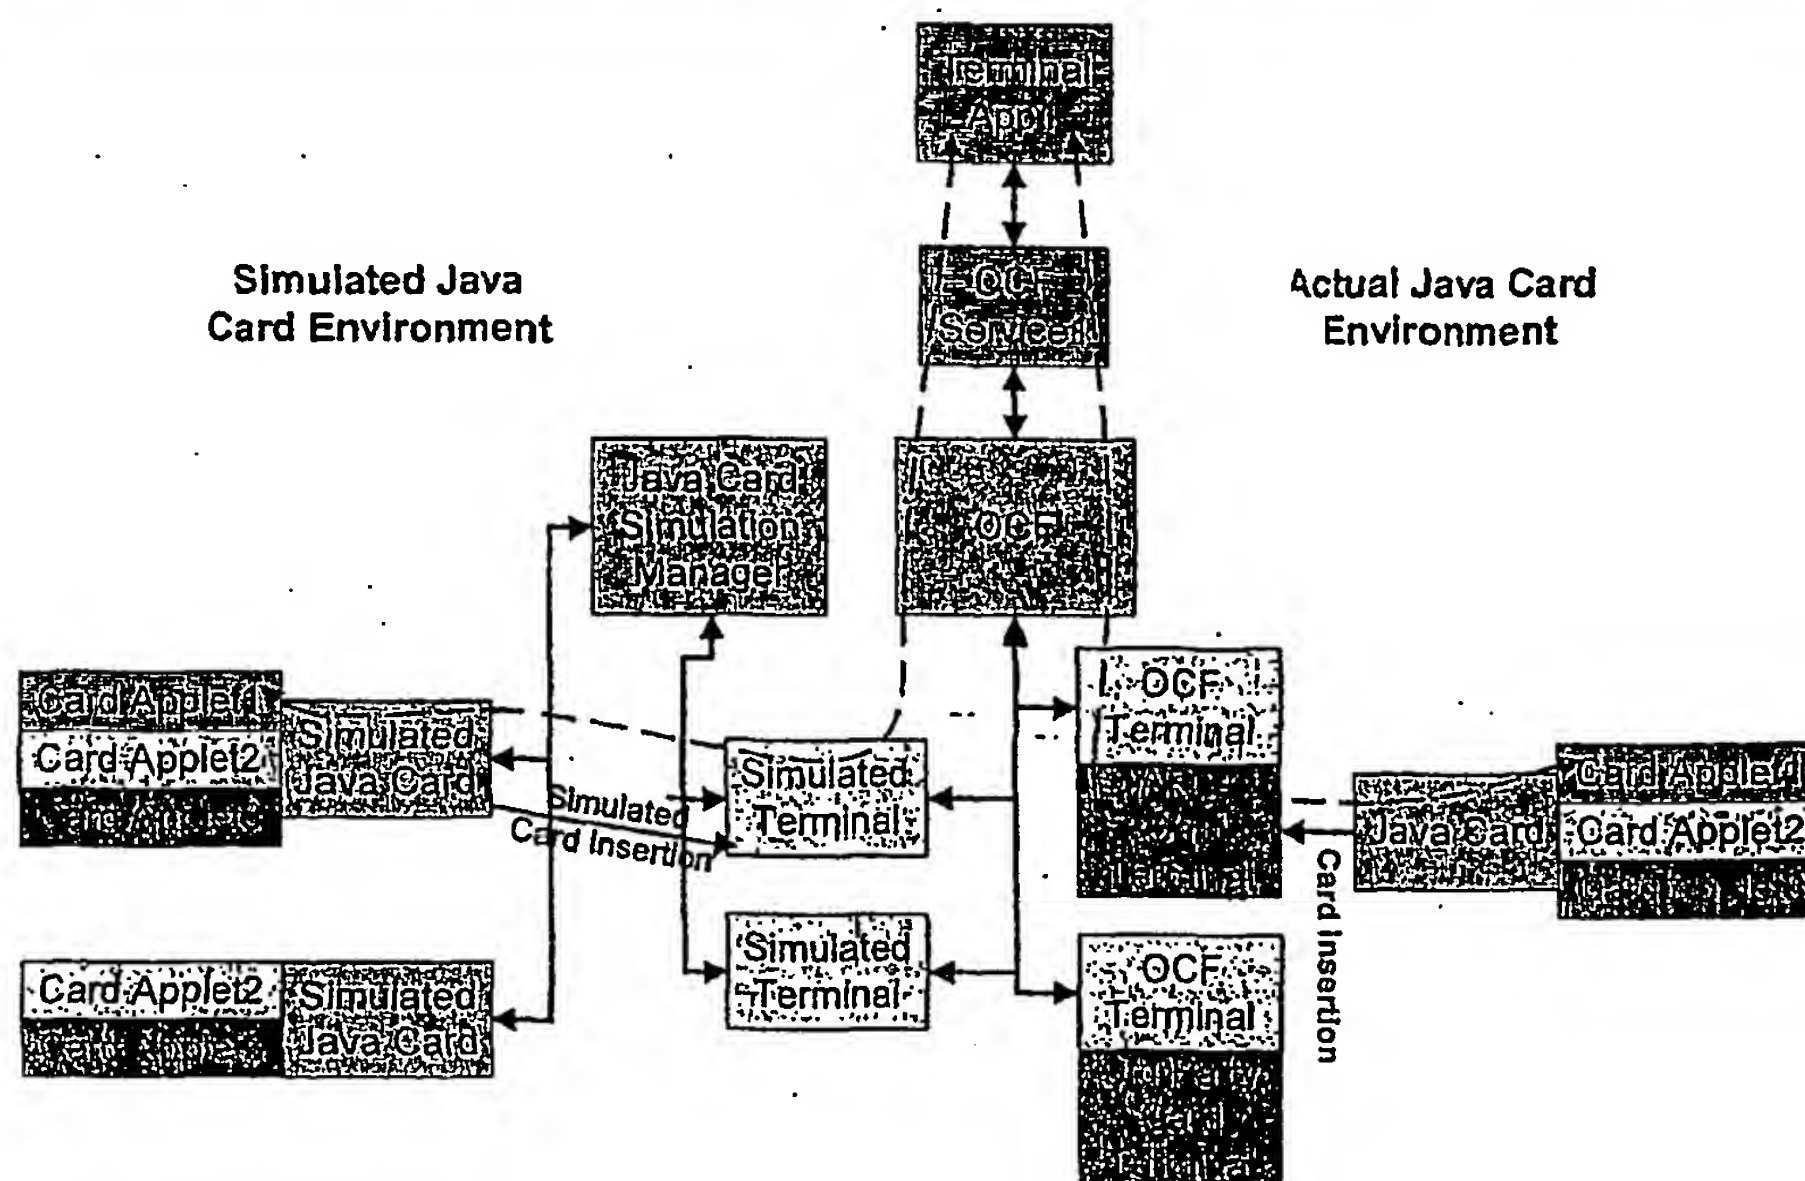 Terminal
Appl
OCF
Service1
Simulated Java
Card Environment
Actual Java Card
Environment
Java Card
Simulation
Manager
OCF
Card Applet1
Card Applet2
Simulated
Java Card
Simulated
Card Insertion
Simulated
Terminal
OCF
Terminal
Java Card
Card Applet1
Card Applet2
Card Insertion
Card Applet2
Simulated
Java Card
Simulated
Terminal
OCF
Terminal